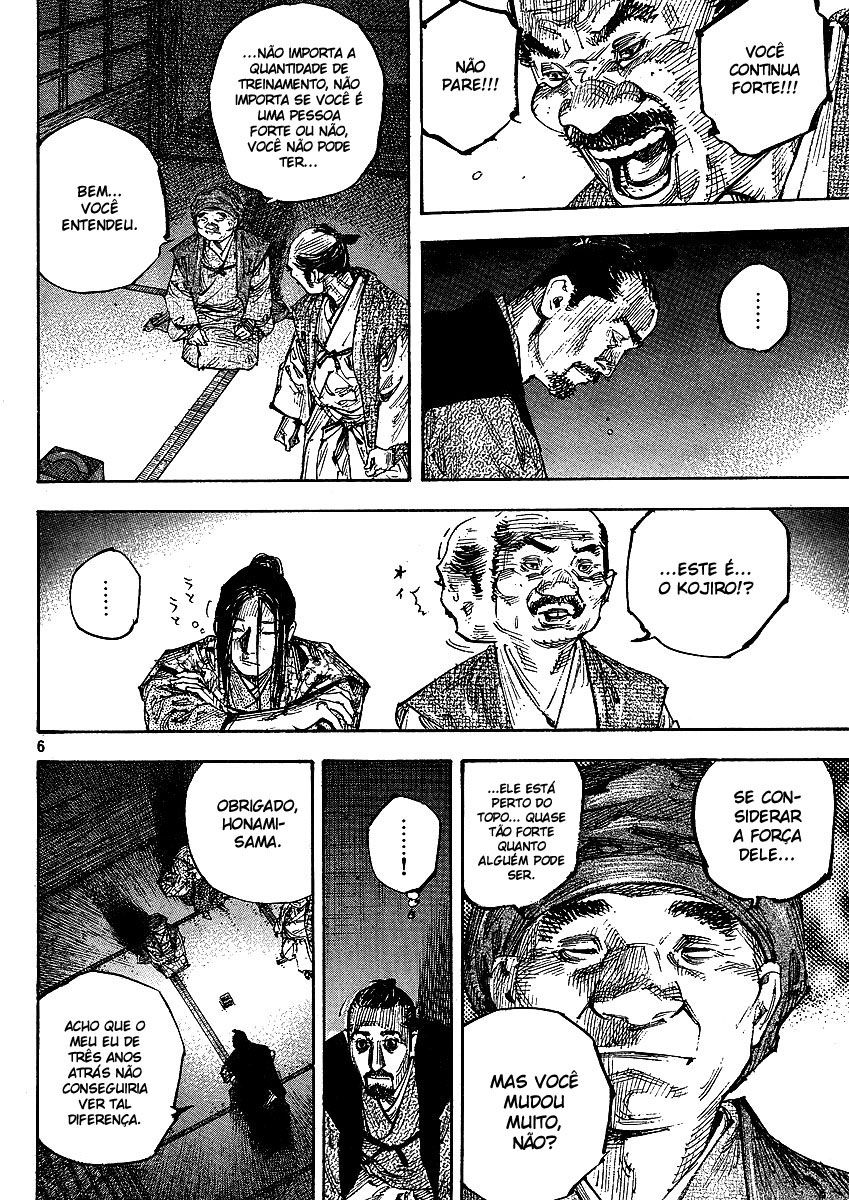 VOCÊ
CONTINUA
FORTE!!!
NÃO
PARE!!!
...NÃO IMPORTA A
QUANTIDADE DE
TREINAMENTO, NÃO
IMPORTA SE VOCÊ É
UMA PESSOA
FORTE OU NÃO,
VOCÊ NÃO PODE
TER...
BEM...
VOCÊ
ENTENDEU.
......
...ESTE É...
O KOJIRO!?
......
6
SE CON-
SIDERAR
A FORÇA
DELE...
...ELE ESTÁ
PERTO DO
TOPO... QUASE
TÃO FORTE
QUANTO
ALGUÉM PODE
SER.
MAS VOCÊ
MUDOU
MUITO,
NÃO?
......!
OBRIGADO,
HONAMI-
SAMA.
ACHO QUE O
MEU EU DE
TRÊS ANOS
ATRÁS NÃO
CONSEGUIRIA
VER TAL
DIFERENÇA.